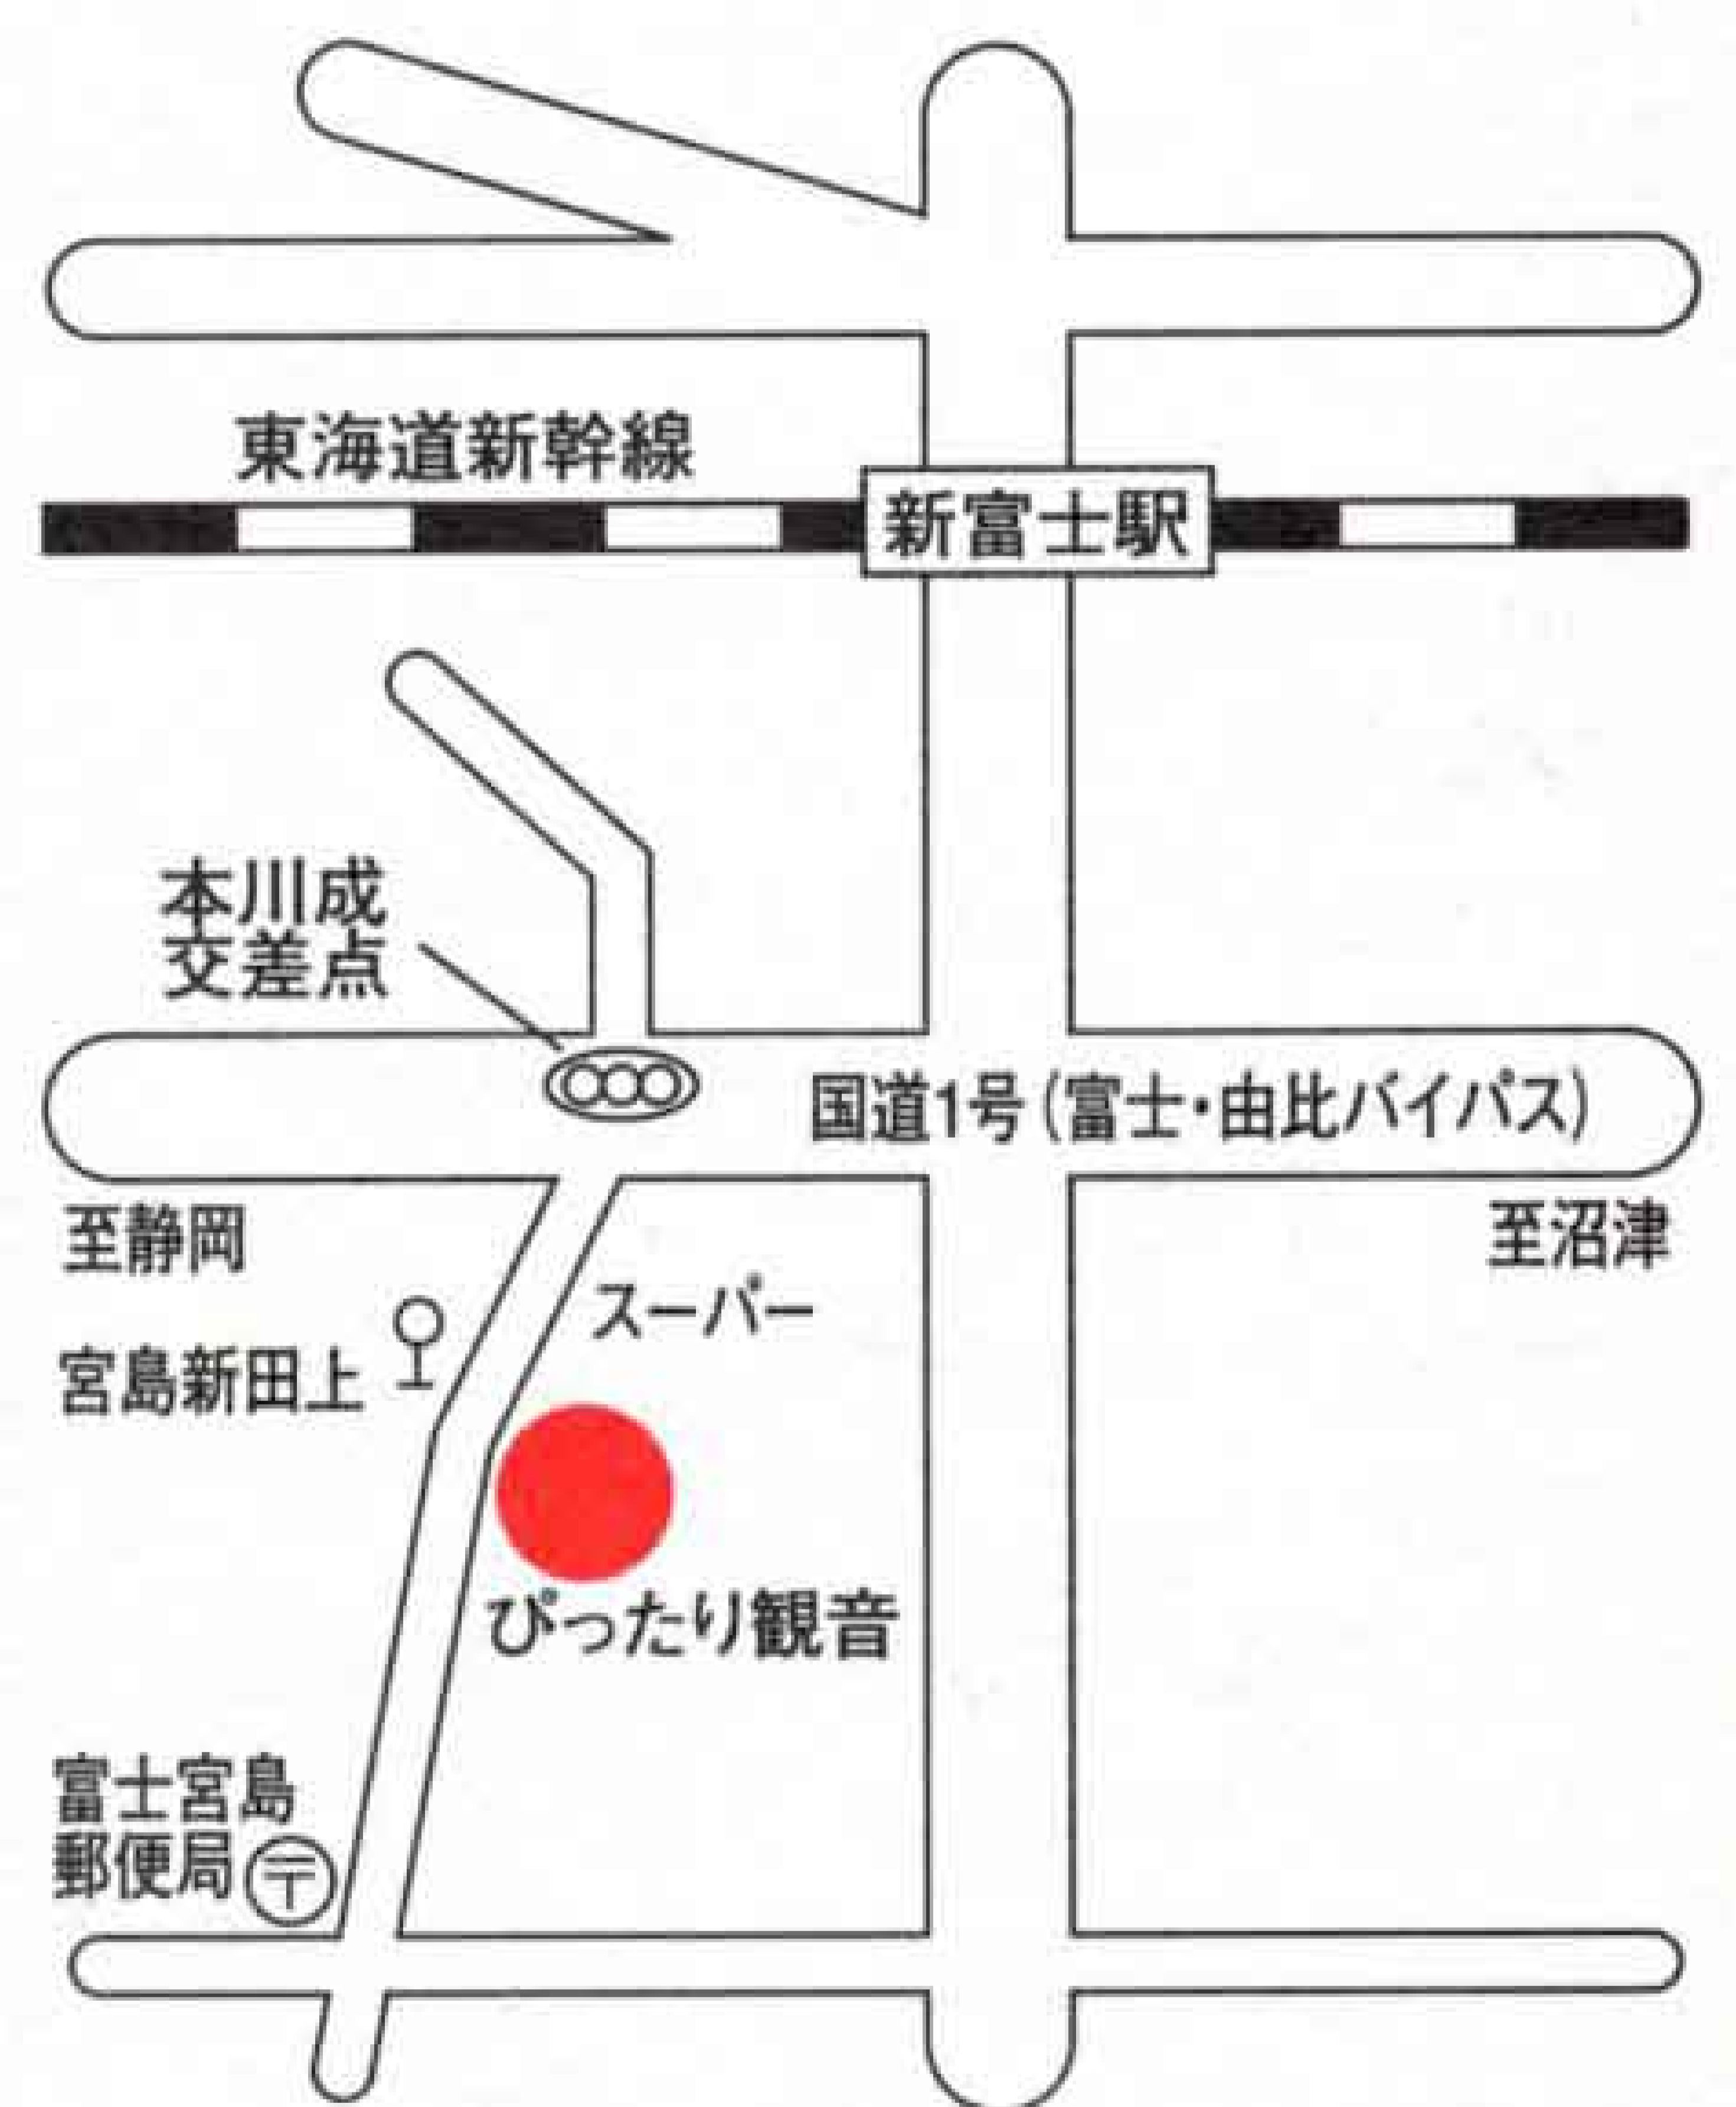 東海道新幹線
新富士駅
本川成
交差点
国道1号(富士・由比バイパス)
至静岡
至沼津
スーパー
宮島新田上
ぴったり観音
富士宮島
郵便局〒